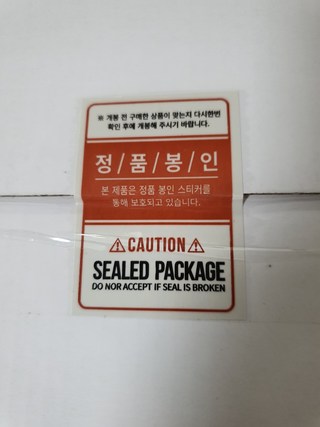 ※ 개봉 전 구매한 상품이 맞는지 다시한번
확인 후에 개봉해 주시기 바랍니다.
정/품/봉/인
본 제품은 정품 봉인 스티커를
통해 보호되고 있습니다.
⚠ CAUTION ⚠
SEALED PACKAGE
DO NOR ACCEPT IF SEAL IS BROKEN